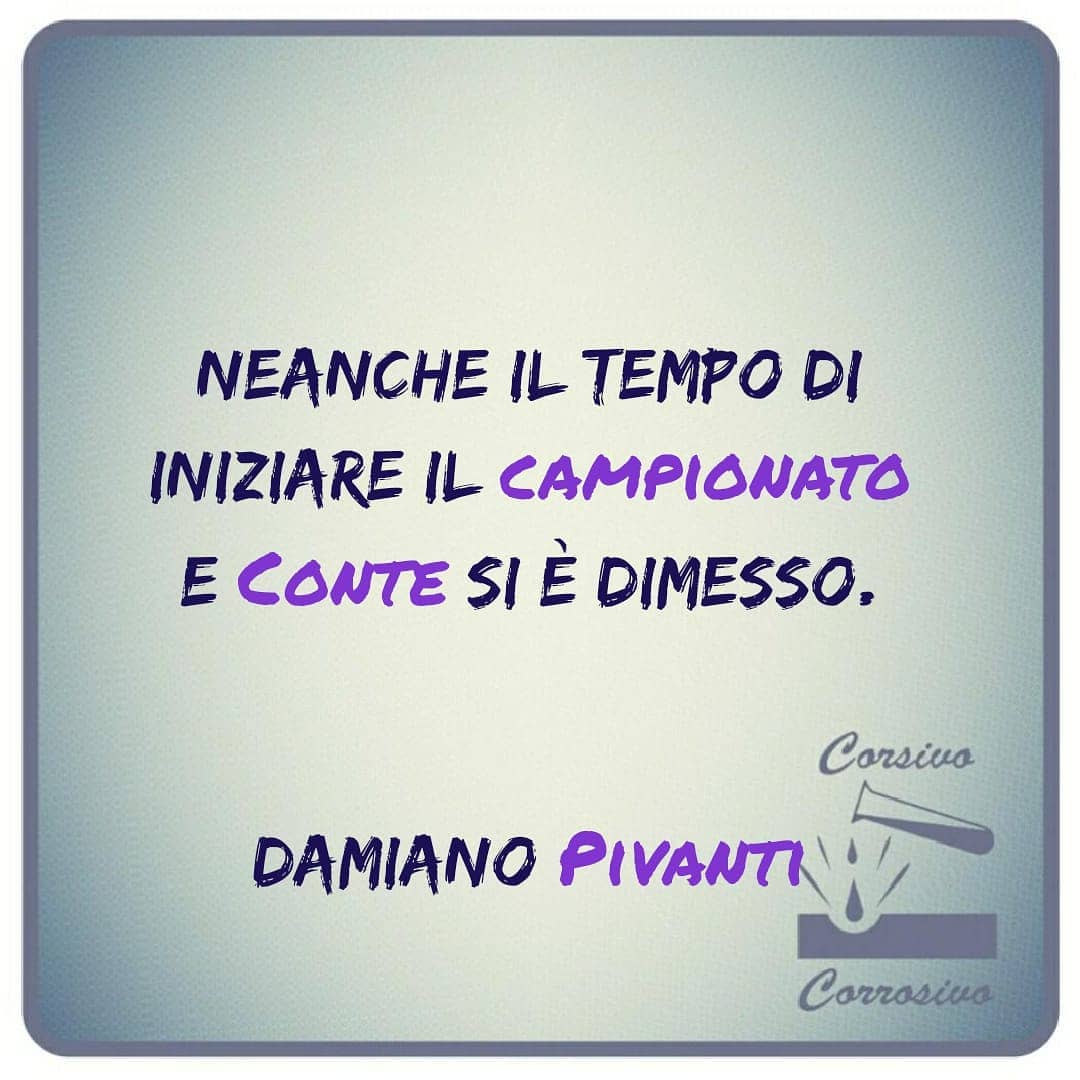 NEANCHE IL TEMPO DI
INIZIARE IL CAMPIONATO
E CONTE SI È DIMESSO.
DAMIANO PIVANTI
Corsivo
Corrosivo